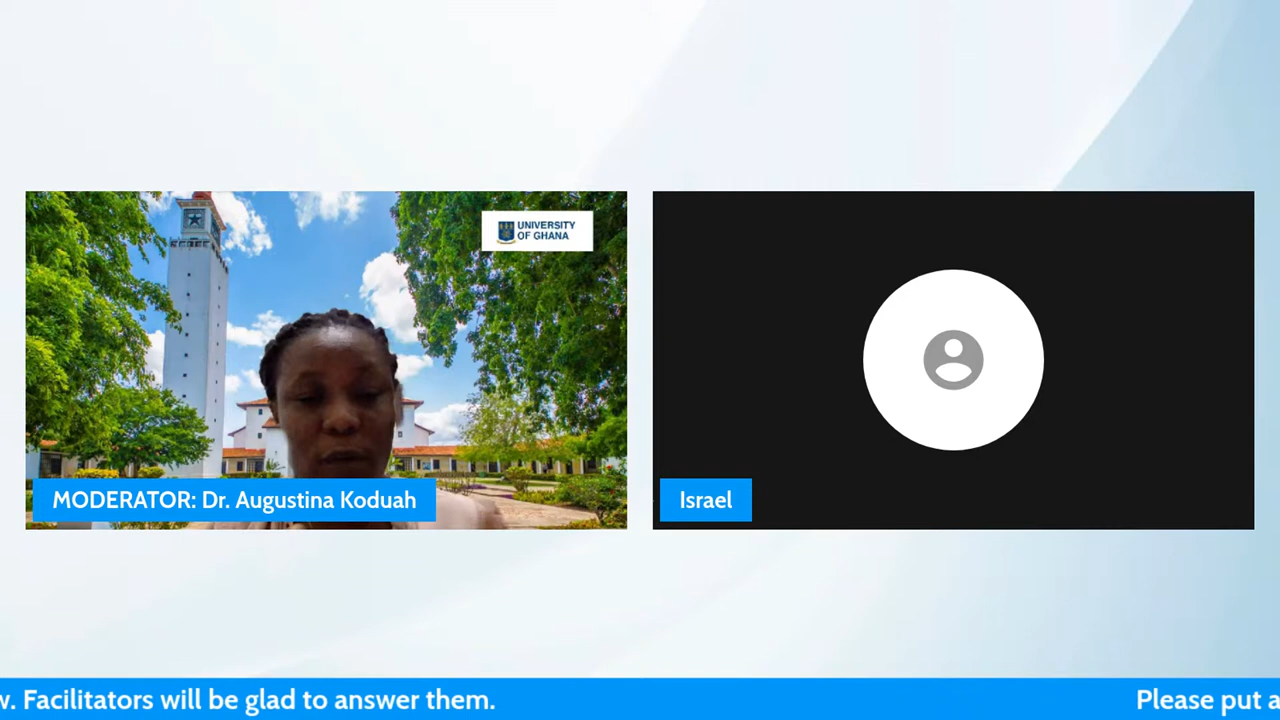 UNIVERSITY
OF GHANA
MODERATOR: Dr. Augustina Koduah
Israel
. Facilitators will be glad to answer them.
Please put a